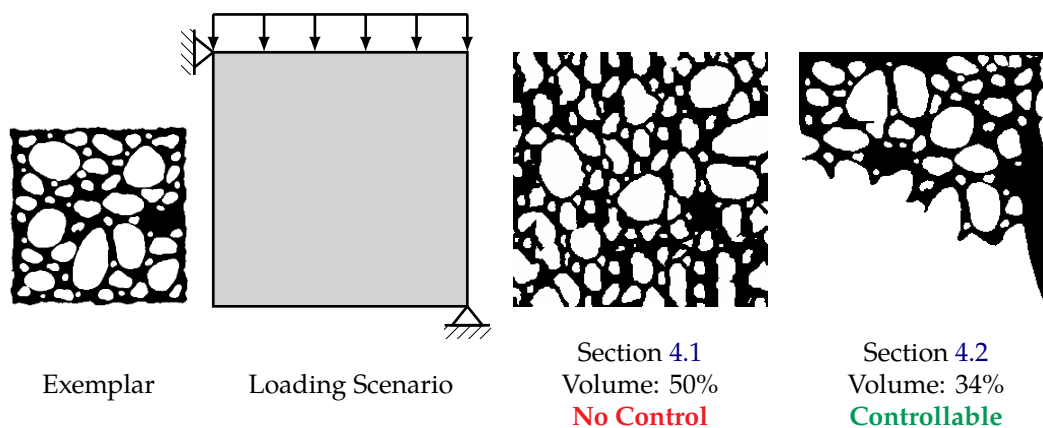 Exemplar
Loading Scenario
Section 4.1
Volume: 50%
No Control
Section 4.2
Volume: 34%
Controllable